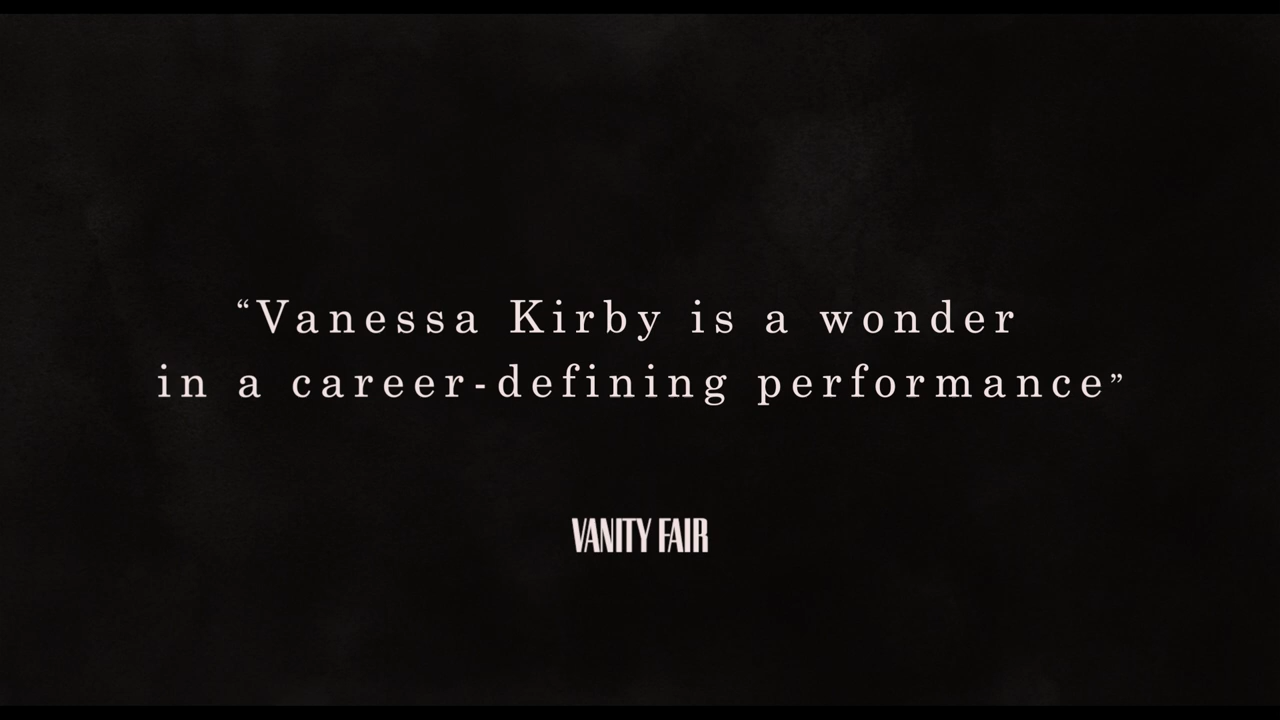 “Vanessa Kirby is a wonder
in a career-defining performance”
VANITY FAIR